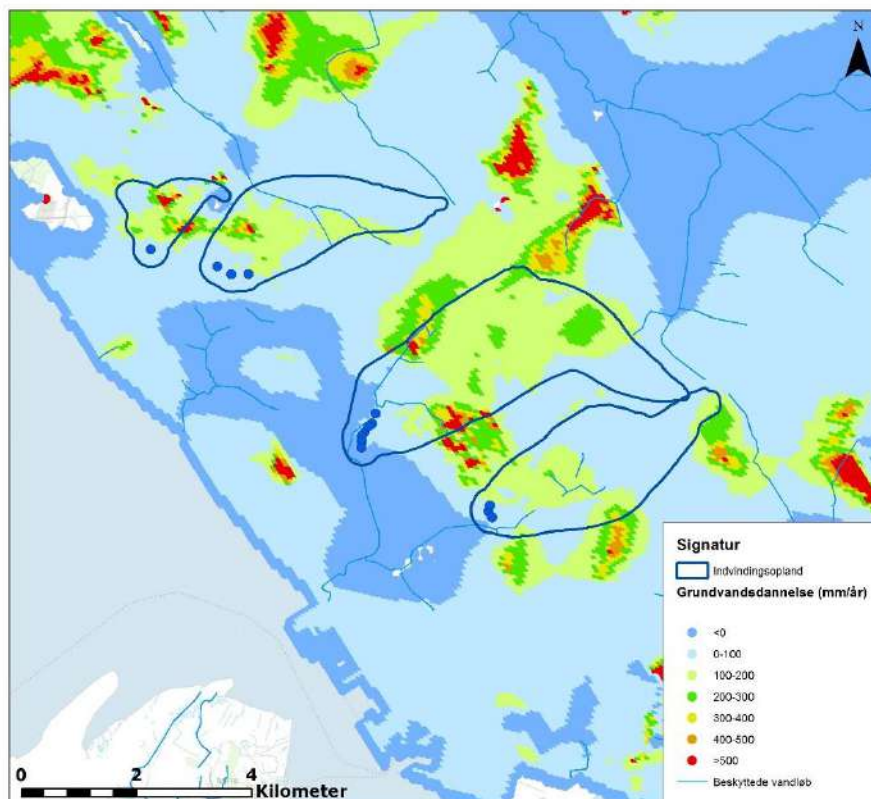 N
Signatur
Indvindingsopland
Grundvandsdannelse (mm/år)
<0
0-100
100-200
200-300
300-400
400-500
>500
Beskyttede vandløb
0 2 4
Kilometer